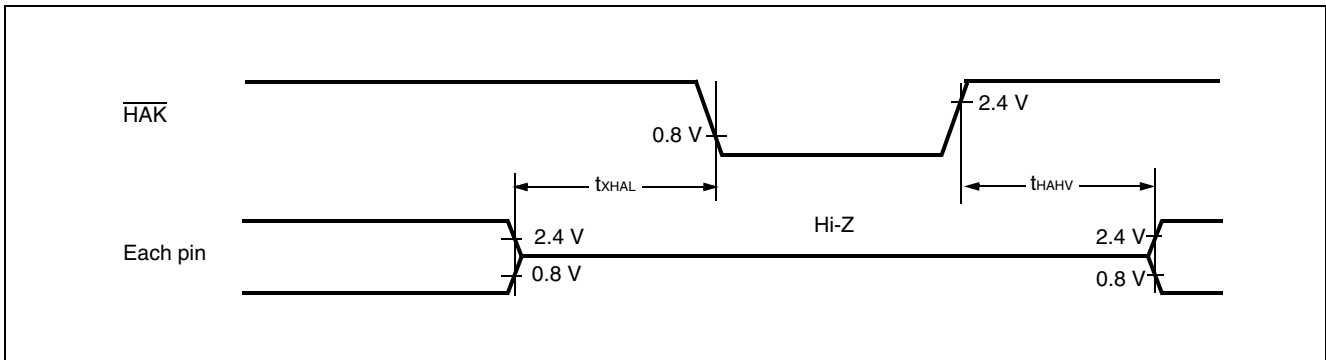 HAK
2.4 V
0.8 V
tXHAL
tHAHV
Hi-Z
Each pin
2.4 V
0.8 V
2.4 V
0.8 V